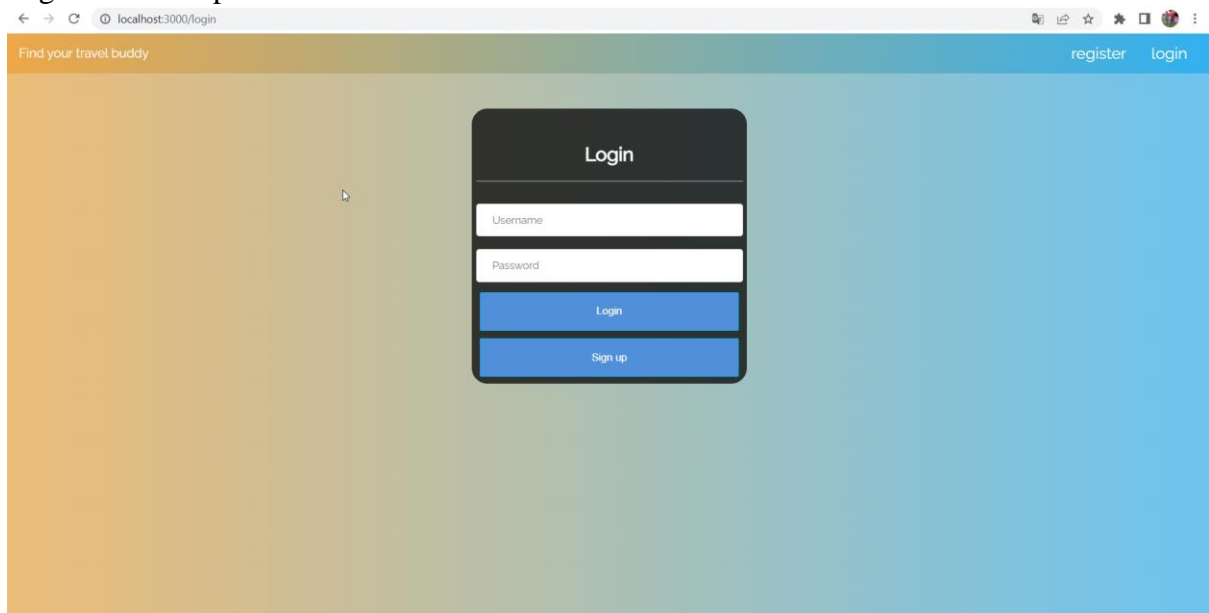 localhost:3000/login
Find your travel buddy register login
Login
Username
Password
Login
Sign up